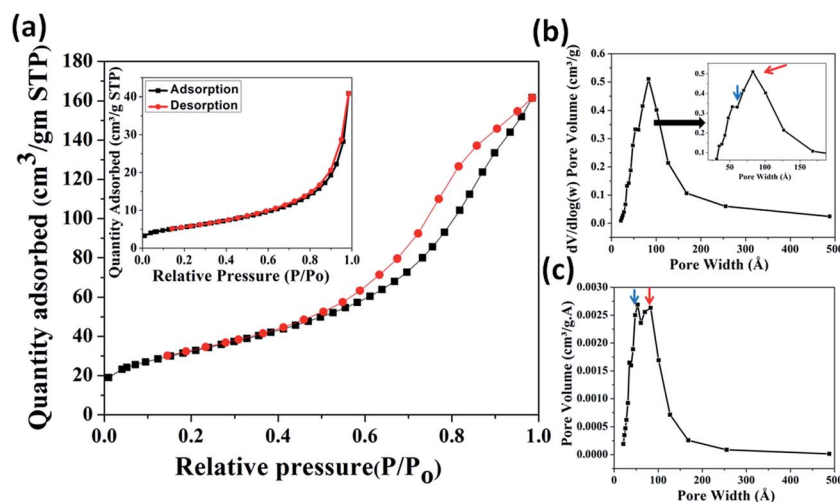 (a)
Quantity adsorbed (cm³/gm STP)
180
160
140
120
100
80
60
40
20
0
0.0 0.2 0.4 0.6 0.8 1.0
Relative pressure(P/Po)
Adsorption
Desorption
Quantity Adsorbed (cm³/g STP)
40
30
20
10
0
0.0 0.2 0.4 0.6 0.8 1.0
Relative Pressure (P/Po)
(b)
dV/dlog(w) Pore Volume (cm³/g)
0.6
0.5
0.4
0.3
0.2
0.1
0.0
0 100 200 300 400 500
Pore Width (Å)
0.5
0.4
0.3
0.2
0.1
50 100 150
Pore Width (Å)
(c)
Pore Volume (cm³/g.A)
0.0030
0.0025
0.0020
0.0015
0.0010
0.0005
0.0000
0 100 200 300 400 500
Pore Width (Å)